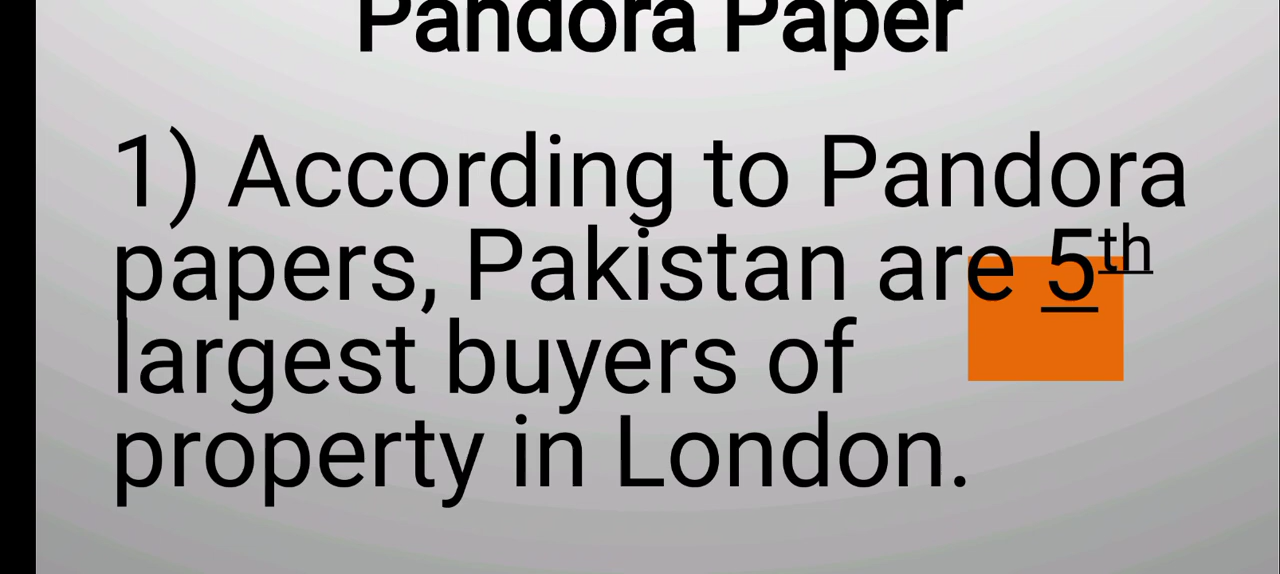 Pandora Paper
1) According to Pandora
papers, Pakistan are 5th
largest buyers of
property in London.